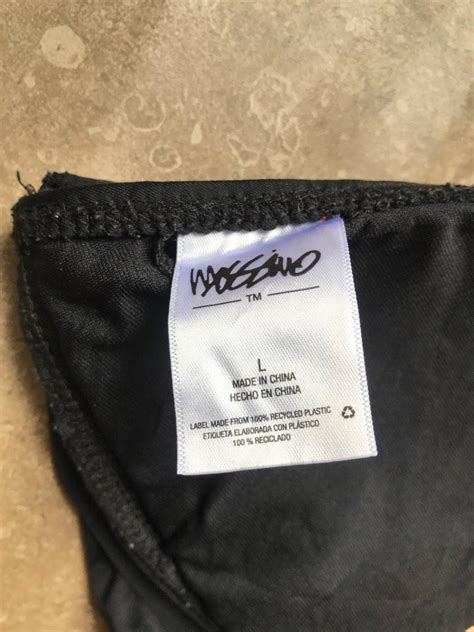 MOSSIMO
TM
L
MADE IN CHINA
HECHO EN CHINA
LABEL MADE FROM 100% RECYCLED PLASTIC
ETIQUETA ELABORADA CON PLÁSTICO
100 % RECICLADO